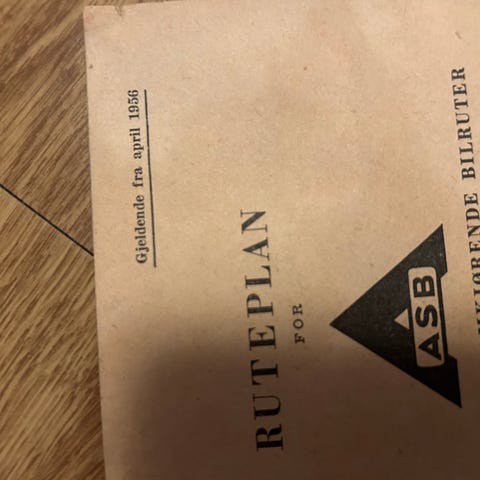 Gjeldende fra april 1956
RUTEPLAN
FOR
ASB
BILRUTER